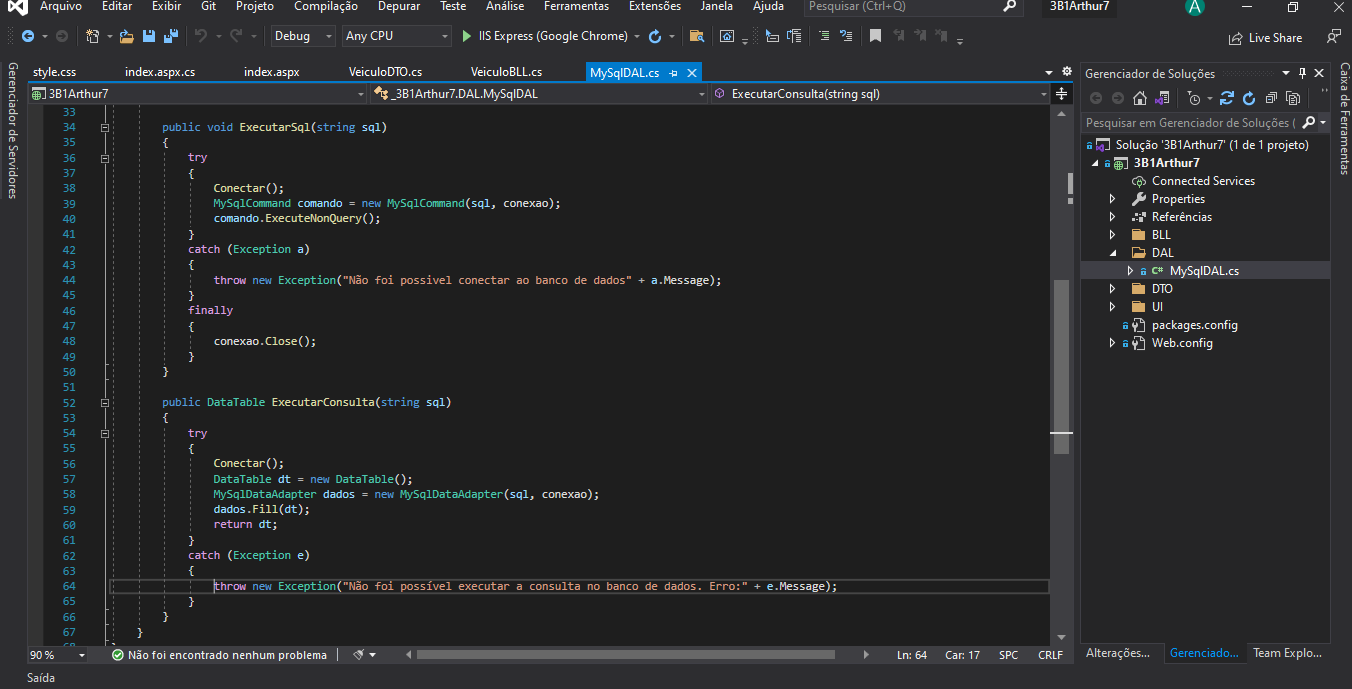 Arquivo Editar Exibir Git Projeto Compilação Depurar Teste Análise Ferramentas Extensões Janela Ajuda Pesquisar (Ctrl+Q) 3B1Arthur7 A
Debug Any CPU IIS Express (Google Chrome) Live Share
Gerenciador de Servidores
style.css index.aspx.cs index.aspx VeiculoDTO.cs VeiculoBLL.cs MySqlDAL.cs
3B1Arthur7 _3B1Arthur7.DAL.MySqlDAL ExecutarConsulta(string sql)
33
34 public void ExecutarSql(string sql)
35 {
36 try
37 {
38 Conectar();
39 MySqlCommand comando = new MySqlCommand(sql, conexao);
40 comando.ExecuteNonQuery();
41 }
42 catch (Exception a)
43 {
44 throw new Exception("Não foi possivel conectar ao banco de dados" + a.Message);
45 }
46 finally
47 {
48 conexao.Close();
49 }
50 }
51
52 public DataTable ExecutarConsulta(string sql)
53 {
54 try
55 {
56 Conectar();
57 DataTable dt = new DataTable();
58 MySqlDataAdapter dados = new MySqlDataAdapter(sql, conexao);
59 dados.Fill(dt);
60 return dt;
61 }
62 catch (Exception e)
63 {
64 throw new Exception("Não foi possível executar a consulta no banco de dados. Erro:" + e.Message);
65 }
66 }
67 }
90 % Não foi encontrado nenhum problema Ln: 64 Car: 17 SPC CRLF
Saída
Gerenciador de Soluções
Pesquisar em Gerenciador de Soluções (
Solução '3B1Arthur7' (1 de 1 projeto)
3B1Arthur7
Connected Services
Properties
Referências
BLL
DAL
C# MySqlDAL.cs
DTO
UI
packages.config
Web.config
Alterações... Gerenciado... Team Explo...
Caixa de Ferramentas